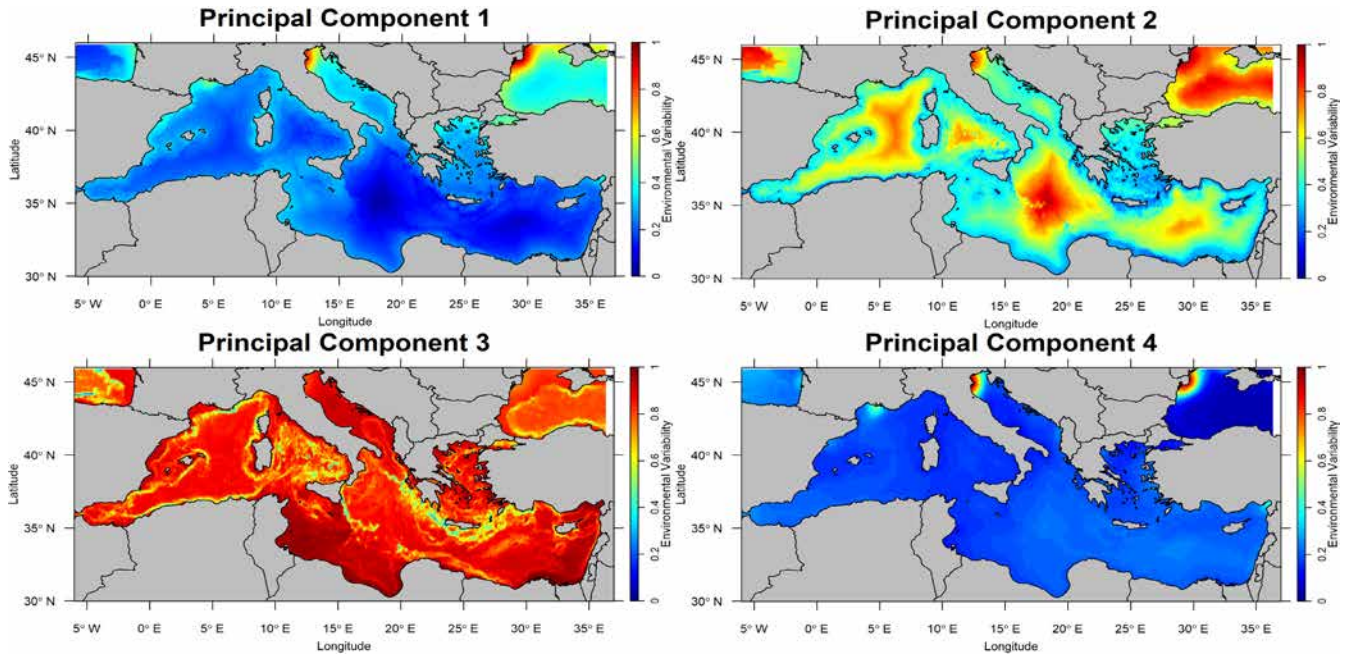 Principal Component 1
45° N
40° N
35° N
30° N
Latitude
5° W 0° E 5° E 10° E 15° E 20° E 25° E 30° E 35° E
Longitude
0 0.2 0.4 0.6 0.8 1
Environmental Variability
Principal Component 2
45° N
40° N
35° N
30° N
Latitude
5° W 0° E 5° E 10° E 15° E 20° E 25° E 30° E 35° E
Longitude
0 0.2 0.4 0.6 0.8 1
Environmental Variability
Principal Component 3
45° N
40° N
35° N
30° N
Latitude
5° W 0° E 5° E 10° E 15° E 20° E 25° E 30° E 35° E
Longitude
0 0.2 0.4 0.6 0.8 1
Environmental Variability
Principal Component 4
45° N
40° N
35° N
30° N
Latitude
5° W 0° E 5° E 10° E 15° E 20° E 25° E 30° E 35° E
Longitude
0 0.2 0.4 0.6 0.8 1
Environmental Variability